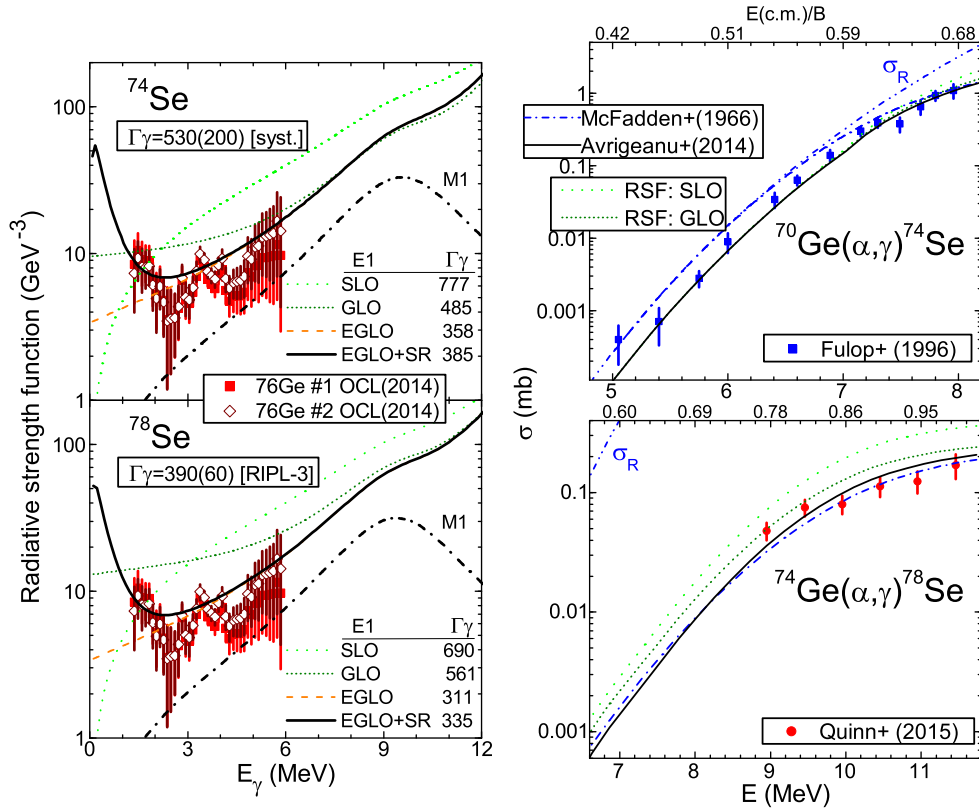 ⁷⁴Se
Γγ=530(200) [syst.]
M1
E1 Γγ
SLO 777
GLO 485
EGLO 358
EGLO+SR 385
100
10
1
76Ge #1 OCL(2014)
76Ge #2 OCL(2014)
⁷⁸Se
Γγ=390(60) [RIPL-3]
M1
E1 Γγ
SLO 690
GLO 561
EGLO 311
EGLO+SR 335
100
10
1
0 3 6 9 12
E_γ (MeV)
Radiative strength function (GeV⁻³)
E(c.m.)/B
0.42 0.51 0.59 0.68
σ_R
McFadden+(1966)
Avrigeanu+(2014)
RSF: SLO
RSF: GLO
⁷⁰Ge(α,γ)⁷⁴Se
Fulop+ (1996)
1
0.1
0.01
0.001
5 6 7 8
σ (mb)
0.60 0.69 0.78 0.86 0.95
σ_R
⁷⁴Ge(α,γ)⁷⁸Se
Quinn+ (2015)
0.1
0.01
0.001
7 8 9 10 11
E (MeV)